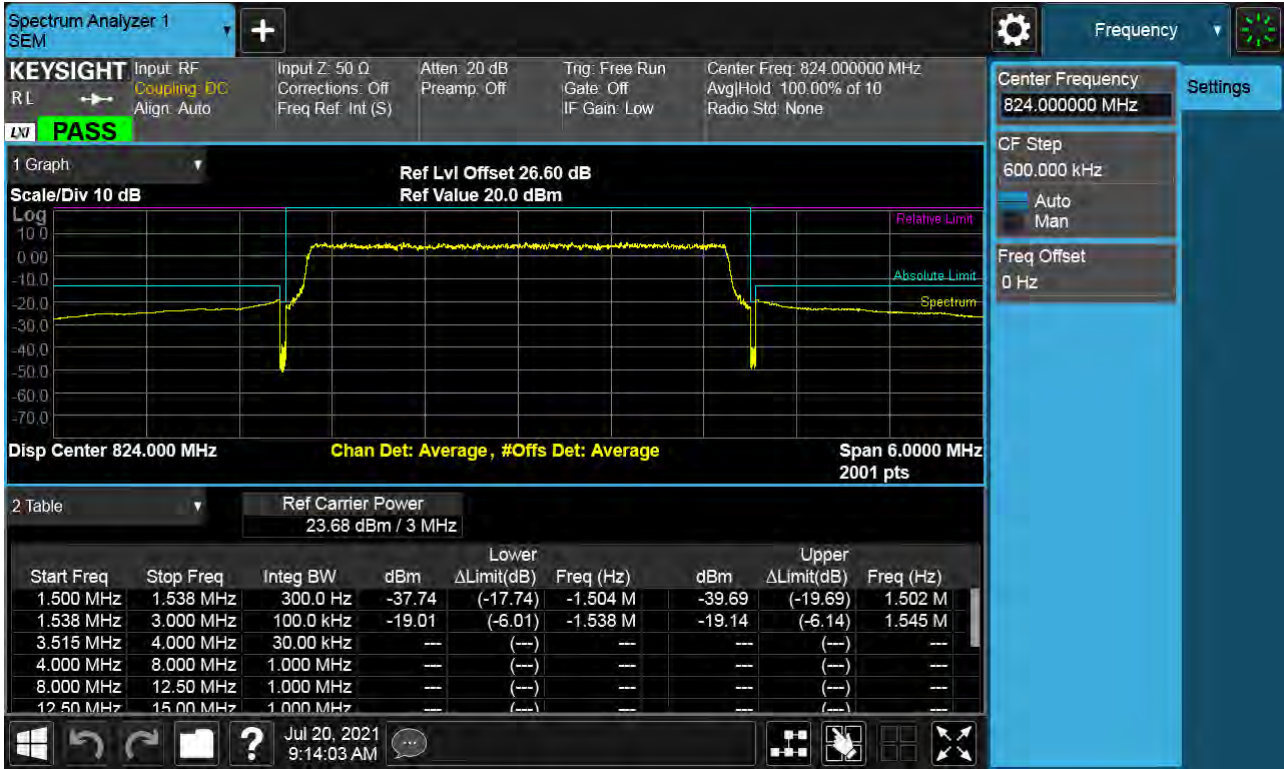 Spectrum Analyzer 1
SEM
+
Frequency
KEYSIGHT
R L
LXI
PASS
Input: RF
Coupling: DC
Align: Auto
Input Z: 50 Ω
Corrections: Off
Freq Ref: Int (S)
Atten: 20 dB
Preamp: Off
Trig: Free Run
Gate: Off
IF Gain: Low
Center Freq: 824.000000 MHz
Avg|Hold: 100.00% of 10
Radio Std: None
Center Frequency
824.000000 MHz
Settings
CF Step
600.000 kHz
Auto
Man
Freq Offset
0 Hz
1 Graph
Scale/Div 10 dB
Ref Lvl Offset 26.60 dB
Ref Value 20.0 dBm
Log
10.0
0.00
-10.0
-20.0
-30.0
-40.0
-50.0
-60.0
-70.0
Relative Limit
Absolute Limit
Spectrum
Disp Center 824.000 MHz
Chan Det: Average, #Offs Det: Average
Span 6.0000 MHz
2001 pts
2 Table
Ref Carrier Power
23.68 dBm / 3 MHz
Lower Upper
Start Freq Stop Freq Integ BW dBm ΔLimit(dB) Freq (Hz) dBm ΔLimit(dB) Freq (Hz)
1.500 MHz 1.538 MHz 300.0 Hz -37.74 (-17.74) -1.504 M -39.69 (-19.69) 1.502 M
1.538 MHz 3.000 MHz 100.0 kHz -19.01 (-6.01) -1.538 M -19.14 (-6.14) 1.545 M
3.515 MHz 4.000 MHz 30.00 kHz --- (---) --- --- (---) ---
4.000 MHz 8.000 MHz 1.000 MHz --- (---) --- --- (---) ---
8.000 MHz 12.50 MHz 1.000 MHz --- (---) --- --- (---) ---
12.50 MHz 15.00 MHz 1.000 MHz --- (---) --- --- (---) ---
?
Jul 20, 2021
9:14:03 AM